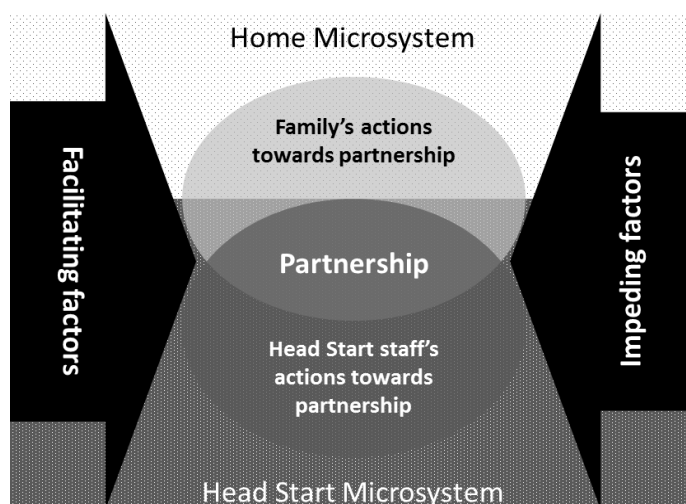 Home Microsystem
Family’s actions
towards partnership
Facilitating factors
Partnership
Impeding factors
Head Start staff’s
actions towards
partnership
Head Start Microsystem